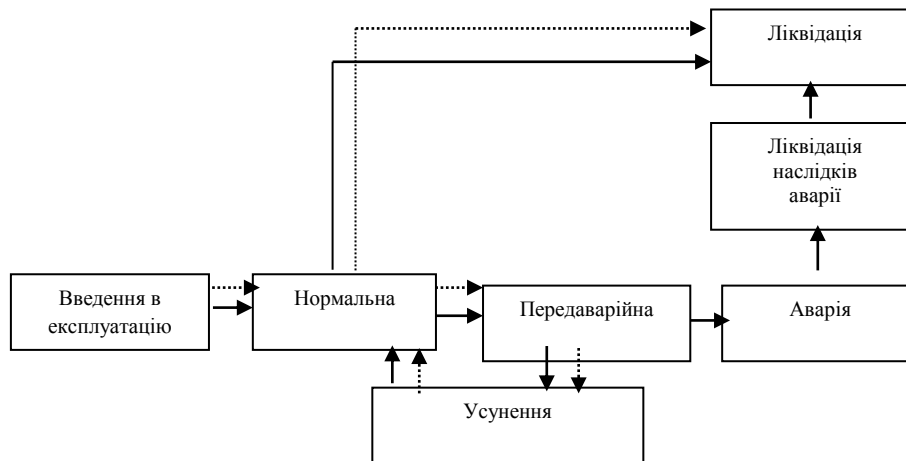 Ліквідація
Ліквідація
наслідків
аварії
Введення в
експлуатацію
Нормальна
Передаварійна
Аварія
Усунення